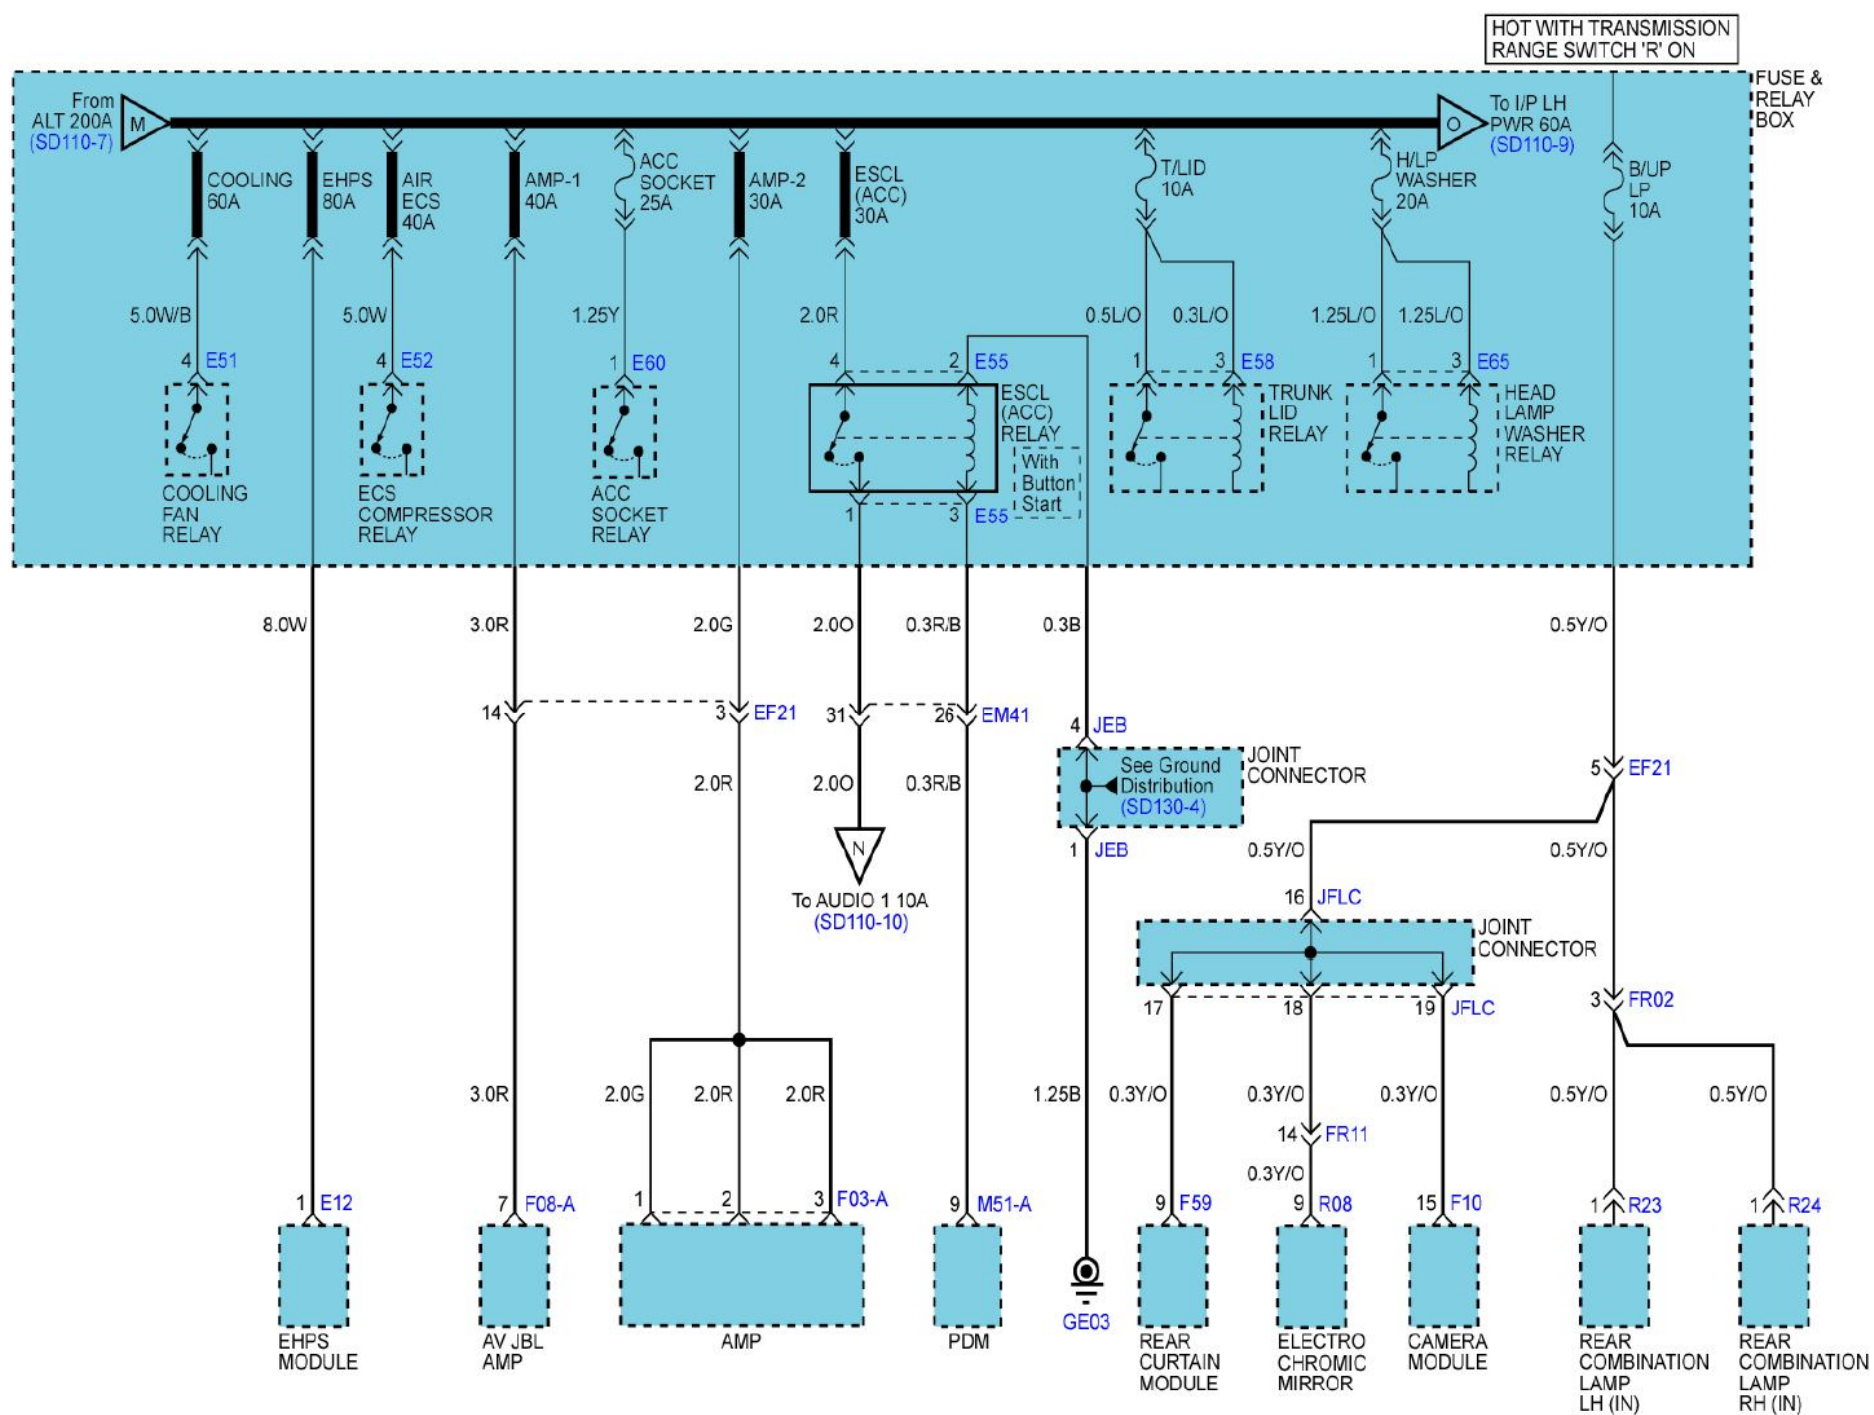 HOT WITH TRANSMISSION
RANGE SWITCH 'R' ON
FUSE &
RELAY
BOX
From
ALT 200A
(SD110-7)
M
O
To I/P LH
PWR 60A
(SD110-9)
COOLING
60A
EHPS
80A
AIR
ECS
40A
AMP-1
40A
ACC
SOCKET
25A
AMP-2
30A
ESCL
(ACC)
30A
T/LID
10A
H/LP
WASHER
20A
B/UP
LP
10A
5.0W/B
5.0W
1.25Y
2.0R
0.5L/O
0.3L/O
1.25L/O
1.25L/O
4 E51
4 E52
1 E60
4
2 E55
1
3 E58
1
3 E65
COOLING
FAN
RELAY
ECS
COMPRESSOR
RELAY
ACC
SOCKET
RELAY
ESCL
(ACC)
RELAY
With
Button
Start
TRUNK
LID
RELAY
HEAD
LAMP
WASHER
RELAY
1
3 E55
8.0W
3.0R
2.0G
2.0O
0.3R/B
0.3B
0.5Y/O
14
3 EF21
31
26 EM41
4 JEB
2.0R
2.0O
0.3R/B
See Ground
Distribution
(SD130-4)
JOINT
CONNECTOR
5 EF21
1 JEB
N
To AUDIO 1 10A
(SD110-10)
0.5Y/O
0.5Y/O
16 JFLC
JOINT
CONNECTOR
17
18
19 JFLC
3 FR02
3.0R
2.0G
2.0R
2.0R
1.25B
0.3Y/O
0.3Y/O
0.3Y/O
0.5Y/O
0.5Y/O
14 FR11
0.3Y/O
1 E12
7 F08-A
1
2
3 F03-A
9 M51-A
9 F59
9 R08
15 F10
1 R23
1 R24
GE03
EHPS
MODULE
AV JBL
AMP
AMP
PDM
REAR
CURTAIN
MODULE
ELECTRO
CHROMIC
MIRROR
CAMERA
MODULE
REAR
COMBINATION
LAMP
LH (IN)
REAR
COMBINATION
LAMP
RH (IN)